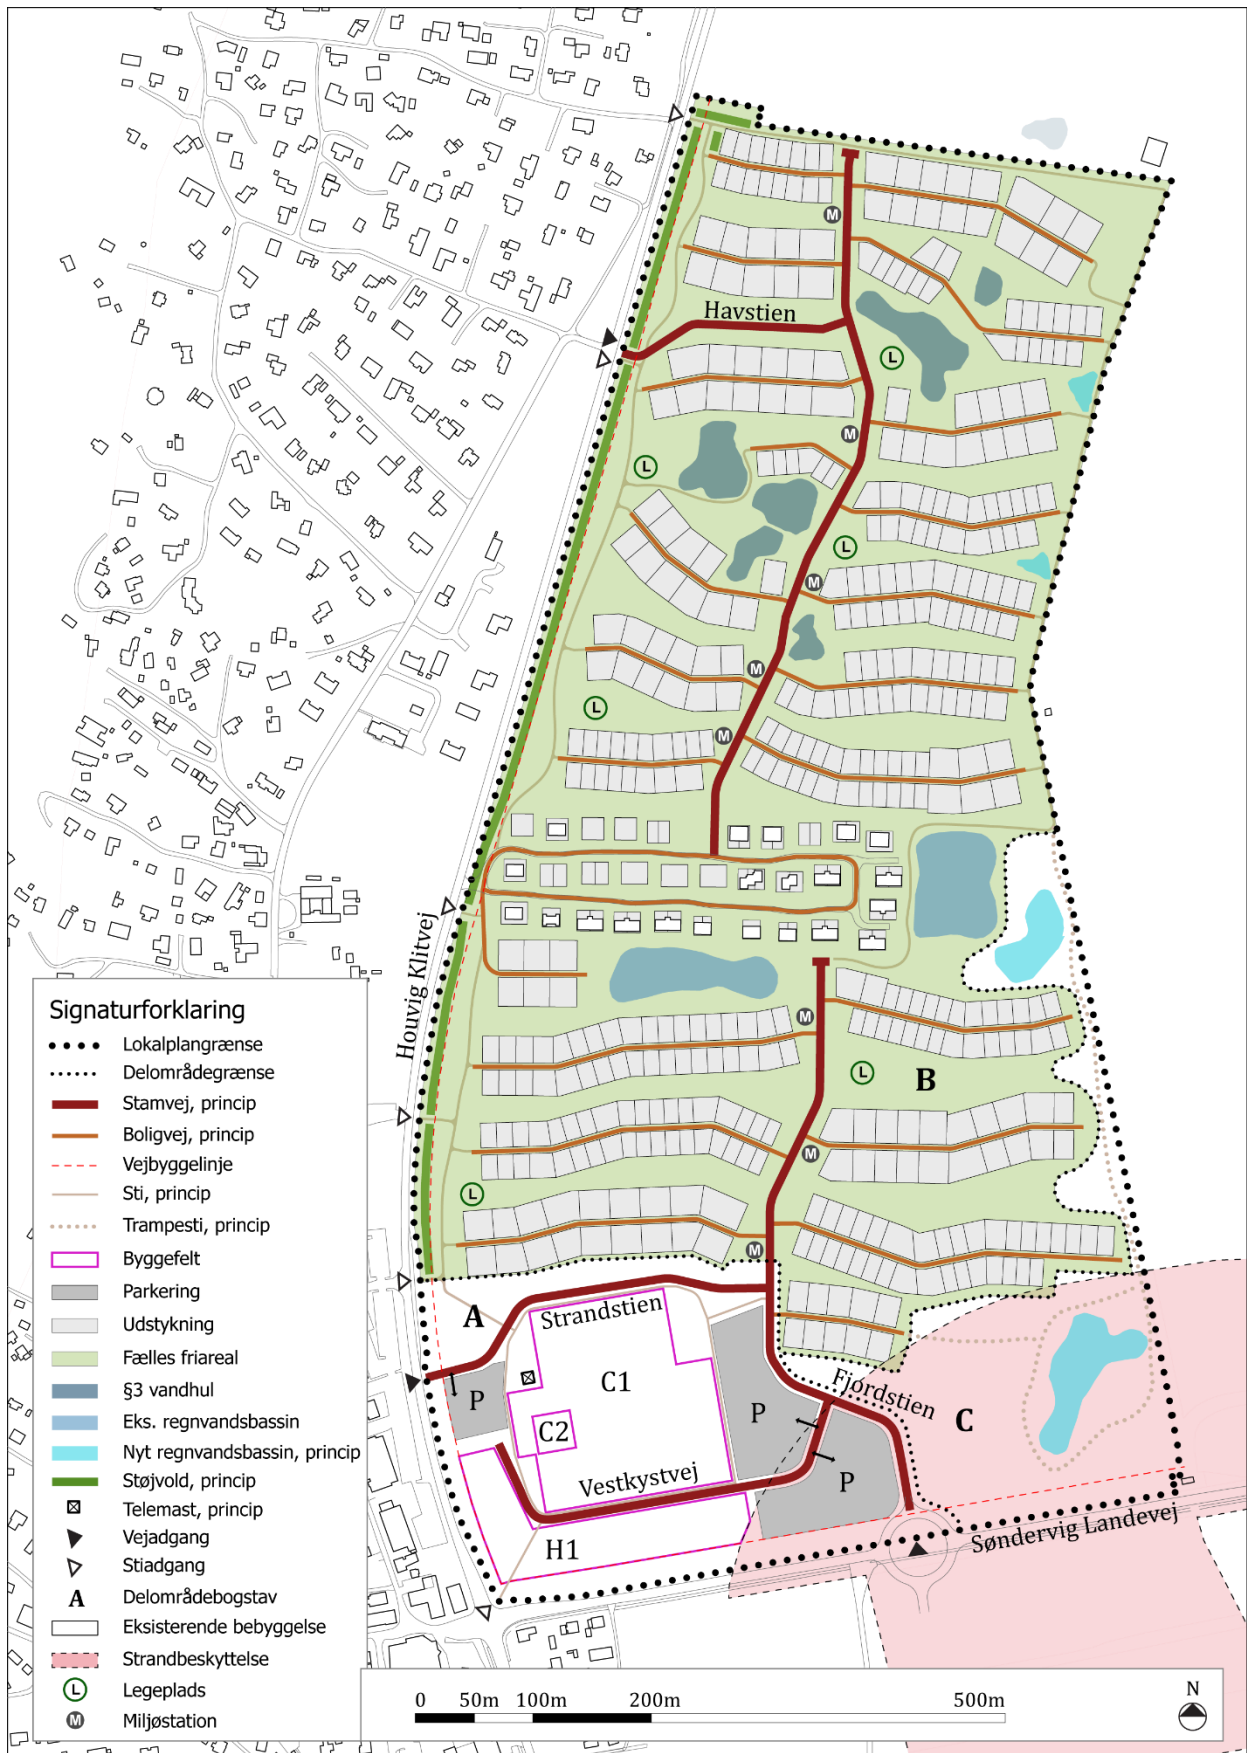 M
Havstien
L
M
L
L
M
M
L
M
Houvig Klitvej
M
L
B
M
L
M
A
Strandstien
C1
Fjordstien
P
C2
P
C
Vestkystvej
P
H1
Søndervig Landevej
Signaturforklaring
Lokalplangrænse
Delområdegrænse
Stamvej, princip
Boligvej, princip
Vejbyggelinje
Sti, princip
Trampesti, princip
Byggefelt
Parkering
Udstykning
Fælles friareal
§3 vandhul
Eks. regnvandsbassin
Nyt regnvandsbassin, princip
Støjvold, princip
Telemast, princip
Vejadgang
Stiadgang
A Delområdebogstav
Eksisterende bebyggelse
Strandbeskyttelse
L Legeplads
M Miljøstation
0 50m 100m 200m 500m
N